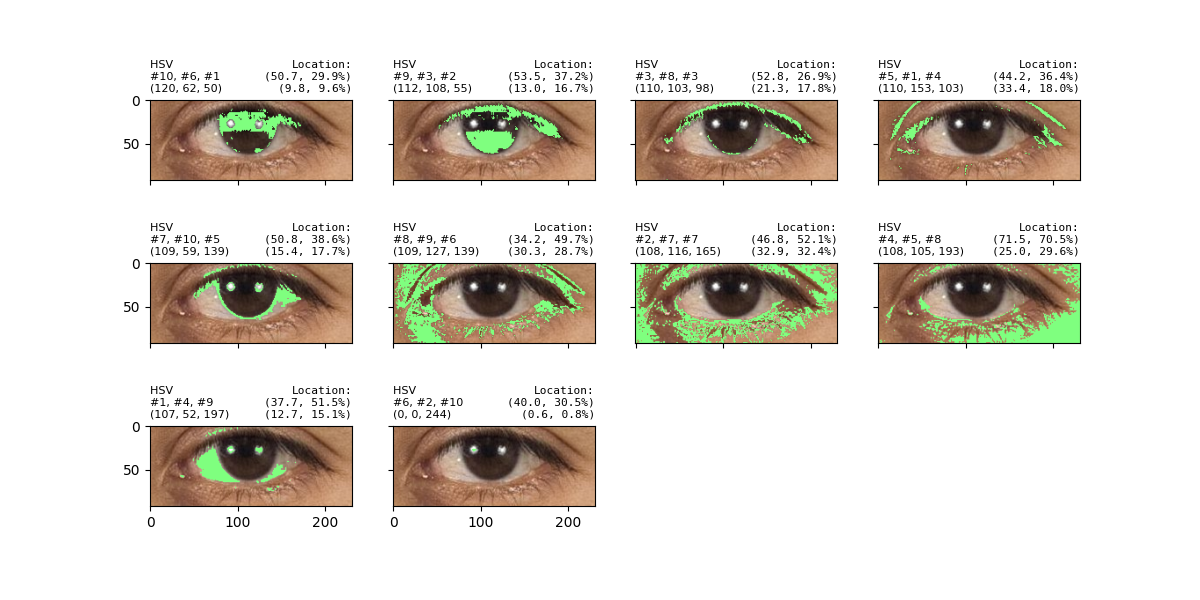 HSV Location:
#10, #6, #1 (50.7, 29.9%)
(120, 62, 50) (9.8, 9.6%)
HSV Location:
#9, #3, #2 (53.5, 37.2%)
(112, 108, 55) (13.0, 16.7%)
HSV Location:
#3, #8, #3 (52.8, 26.9%)
(110, 103, 98) (21.3, 17.8%)
HSV Location:
#5, #1, #4 (44.2, 36.4%)
(110, 153, 103) (33.4, 18.0%)
0
50
HSV Location:
#7, #10, #5 (50.8, 38.6%)
(109, 59, 139) (15.4, 17.7%)
HSV Location:
#8, #9, #6 (34.2, 49.7%)
(109, 127, 139) (30.3, 28.7%)
HSV Location:
#2, #7, #7 (46.8, 52.1%)
(108, 116, 165) (32.9, 32.4%)
HSV Location:
#4, #5, #8 (71.5, 70.5%)
(108, 105, 193) (25.0, 29.6%)
0
50
HSV Location:
#1, #4, #9 (37.7, 51.5%)
(107, 52, 197) (12.7, 15.1%)
HSV Location:
#6, #2, #10 (40.0, 30.5%)
(0, 0, 244) (0.6, 0.8%)
0
50
0 100 200
0 100 200